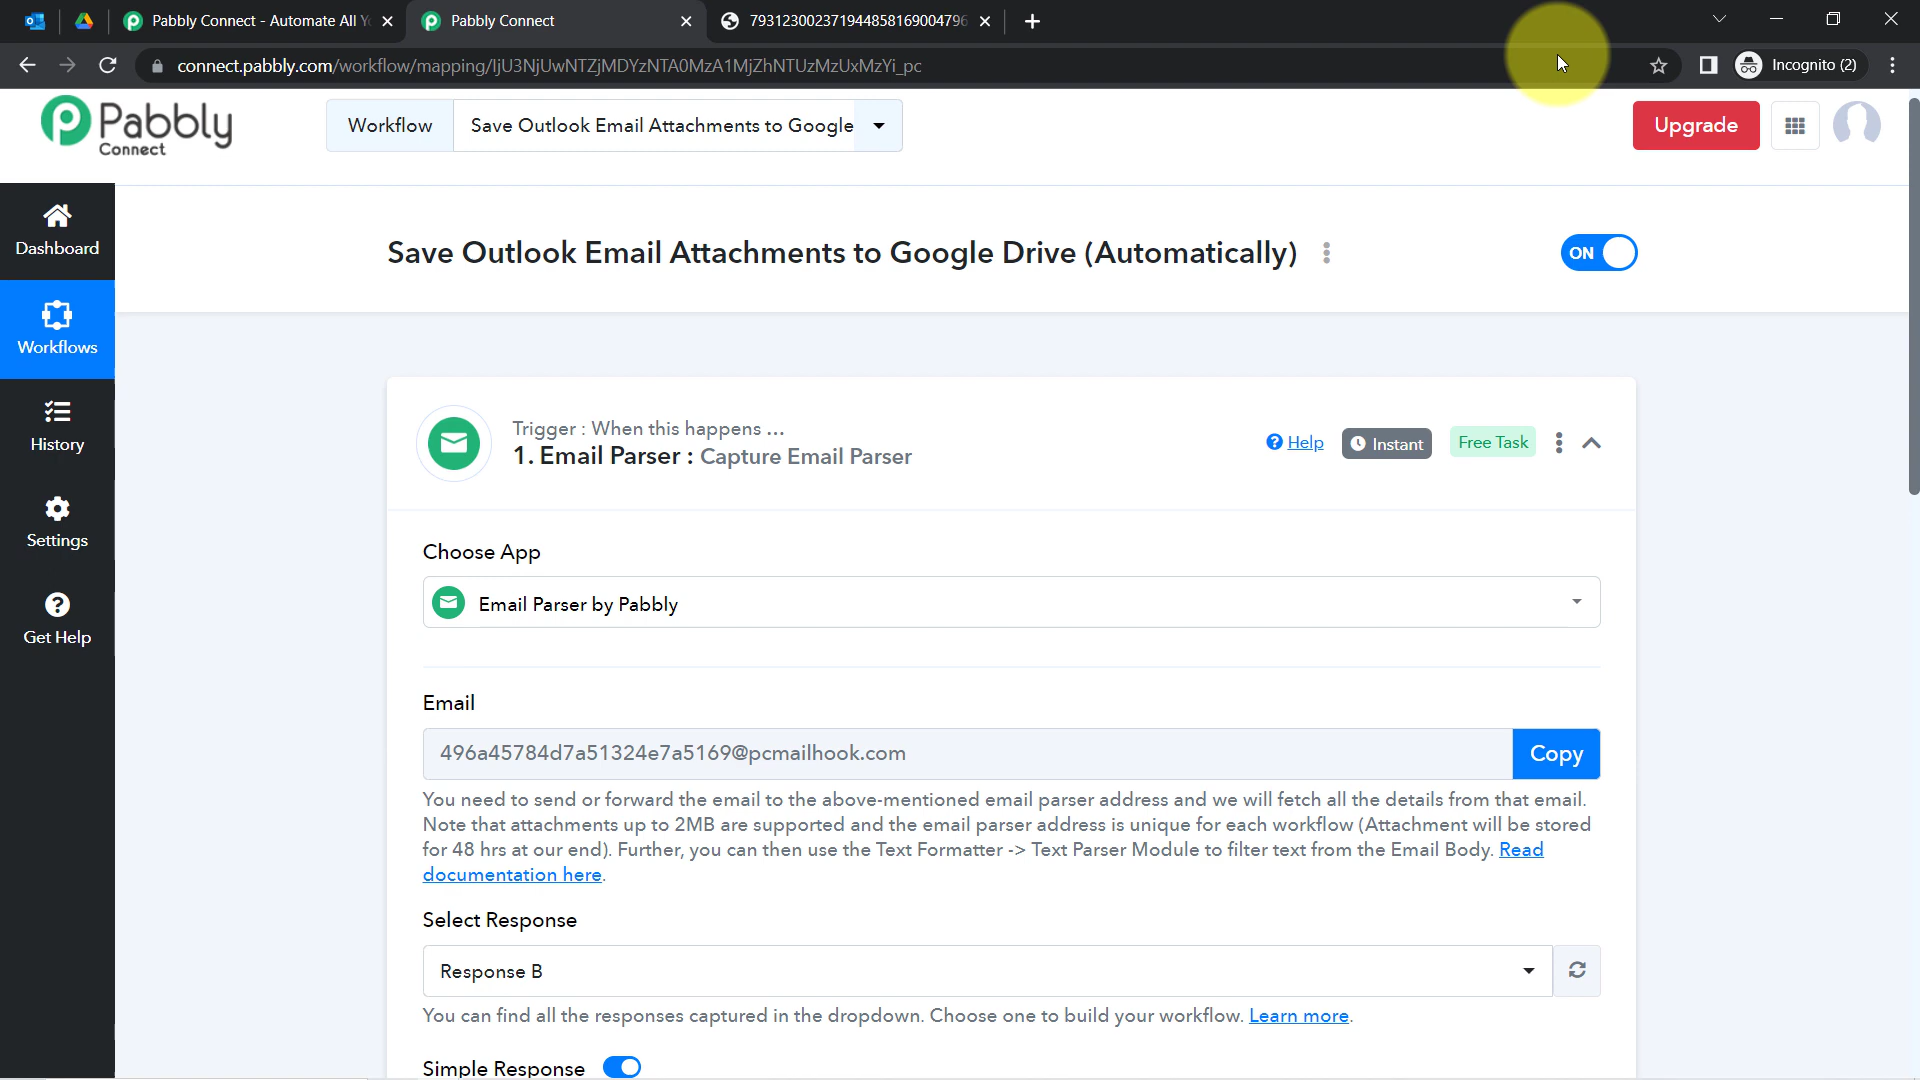 Pabbly Connect - Automate All Y
Pabbly Connect
79312300237194485816900479
connect.pabbly.com/workflow/mapping/IjU3NjUwNTZjMDYzNTA0MzA1MjZhNTUzMzUxMzYi_pc
Incognito (2)
Pabbly
Connect
Workflow
Save Outlook Email Attachments to Google
Upgrade
Dashboard
Workflows
History
Settings
Get Help
Save Outlook Email Attachments to Google Drive (Automatically)
ON
Trigger : When this happens ...
1. Email Parser : Capture Email Parser
Help
Instant
Free Task
Choose App
Email Parser by Pabbly
Email
496a45784d7a51324e7a5169@pcmailhook.com
Copy
You need to send or forward the email to the above-mentioned email parser address and we will fetch all the details from that email.
Note that attachments up to 2MB are supported and the email parser address is unique for each workflow (Attachment will be stored
for 48 hrs at our end). Further, you can then use the Text Formatter -> Text Parser Module to filter text from the Email Body. Read
documentation here.
Select Response
Response B
You can find all the responses captured in the dropdown. Choose one to build your workflow. Learn more.
Simple Response